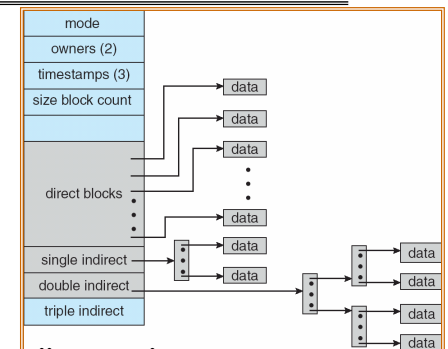 mode
owners (2)
timestamps (3)
size block count
data
data
data
direct blocks
data
data
single indirect
data
data
double indirect
data
triple indirect
data
data